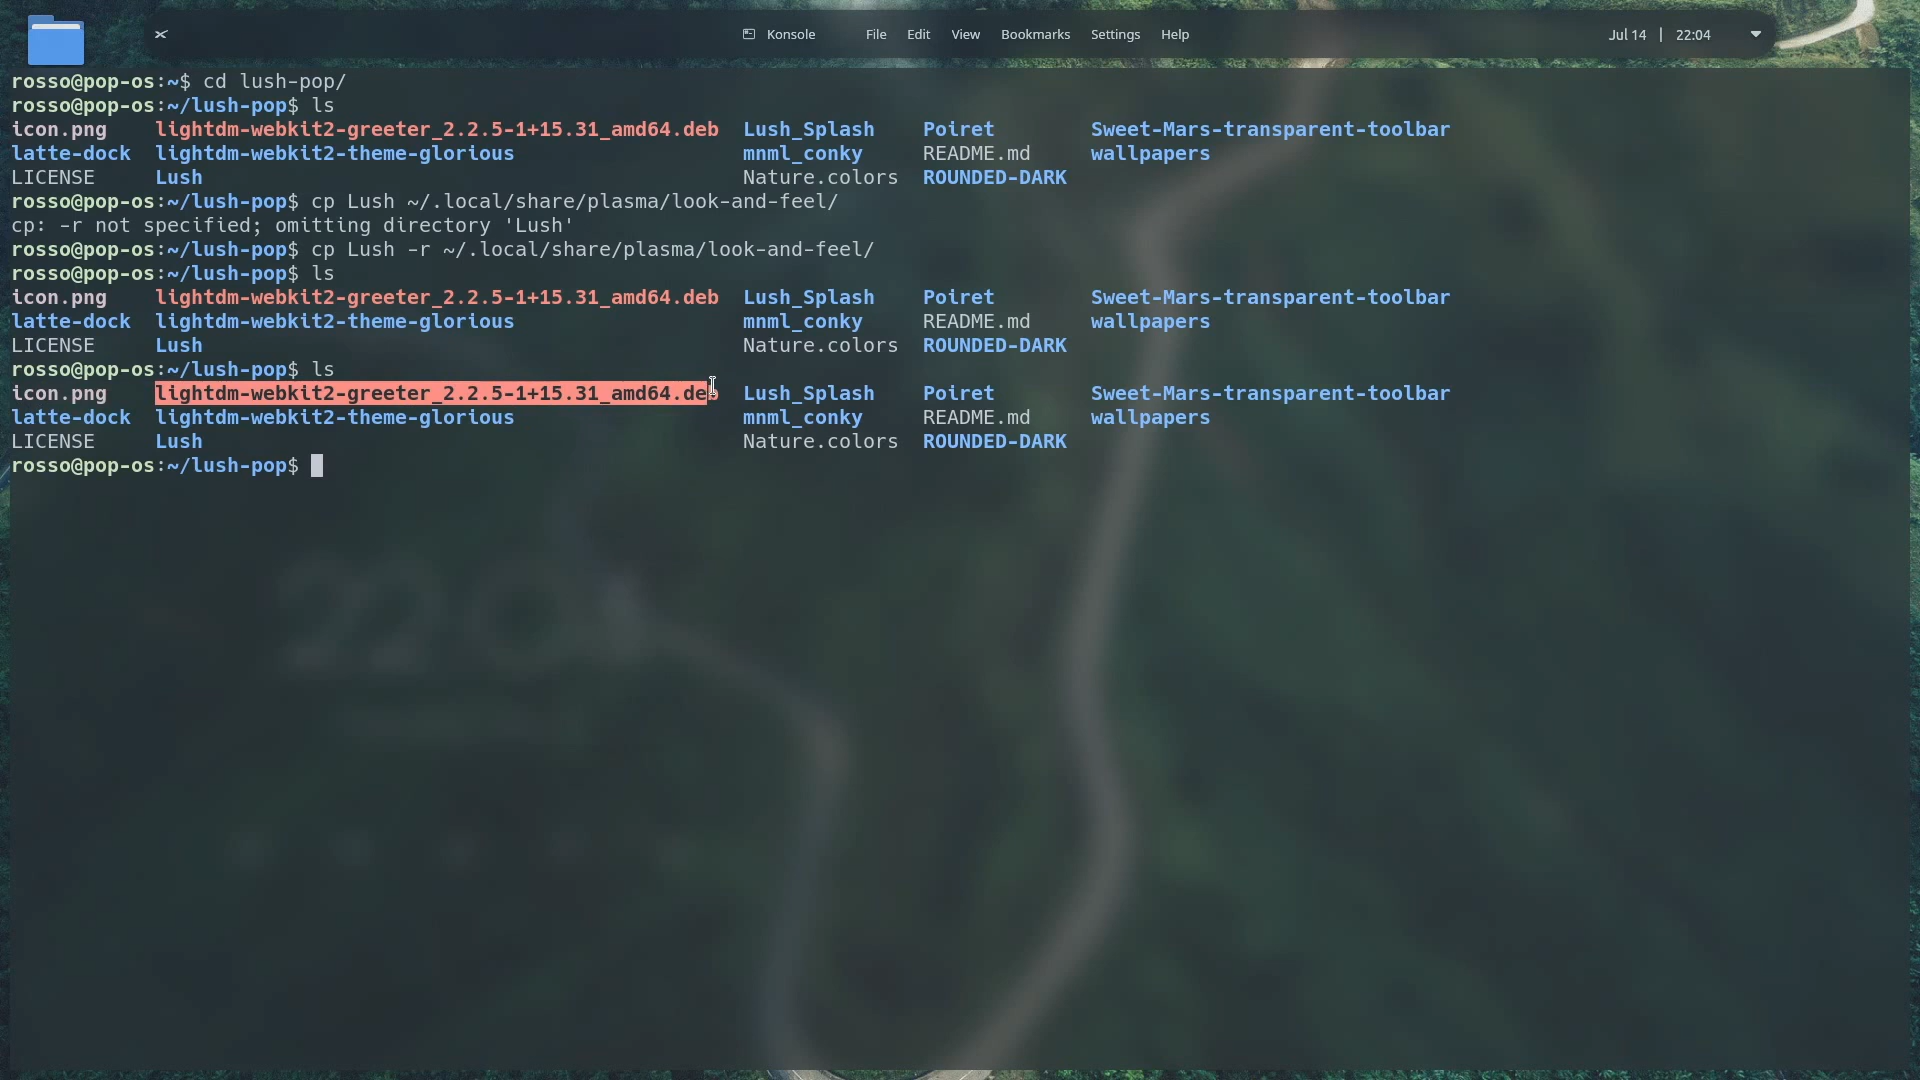 Konsole File Edit View Bookmarks Settings Help Jul 14 | 22:04
rosso@pop-os:~$ cd lush-pop/
rosso@pop-os:~/lush-pop$ ls
icon.png lightdm-webkit2-greeter_2.2.5-1+15.31_amd64.deb Lush_Splash Poiret Sweet-Mars-transparent-toolbar
latte-dock lightdm-webkit2-theme-glorious mnml_conky README.md wallpapers
LICENSE Lush Nature.colors ROUNDED-DARK
rosso@pop-os:~/lush-pop$ cp Lush ~/.local/share/plasma/look-and-feel/
cp: -r not specified; omitting directory 'Lush'
rosso@pop-os:~/lush-pop$ cp Lush -r ~/.local/share/plasma/look-and-feel/
rosso@pop-os:~/lush-pop$ ls
icon.png lightdm-webkit2-greeter_2.2.5-1+15.31_amd64.deb Lush_Splash Poiret Sweet-Mars-transparent-toolbar
latte-dock lightdm-webkit2-theme-glorious mnml_conky README.md wallpapers
LICENSE Lush Nature.colors ROUNDED-DARK
rosso@pop-os:~/lush-pop$ ls
icon.png lightdm-webkit2-greeter_2.2.5-1+15.31_amd64.deb Lush_Splash Poiret Sweet-Mars-transparent-toolbar
latte-dock lightdm-webkit2-theme-glorious mnml_conky README.md wallpapers
LICENSE Lush Nature.colors ROUNDED-DARK
rosso@pop-os:~/lush-pop$